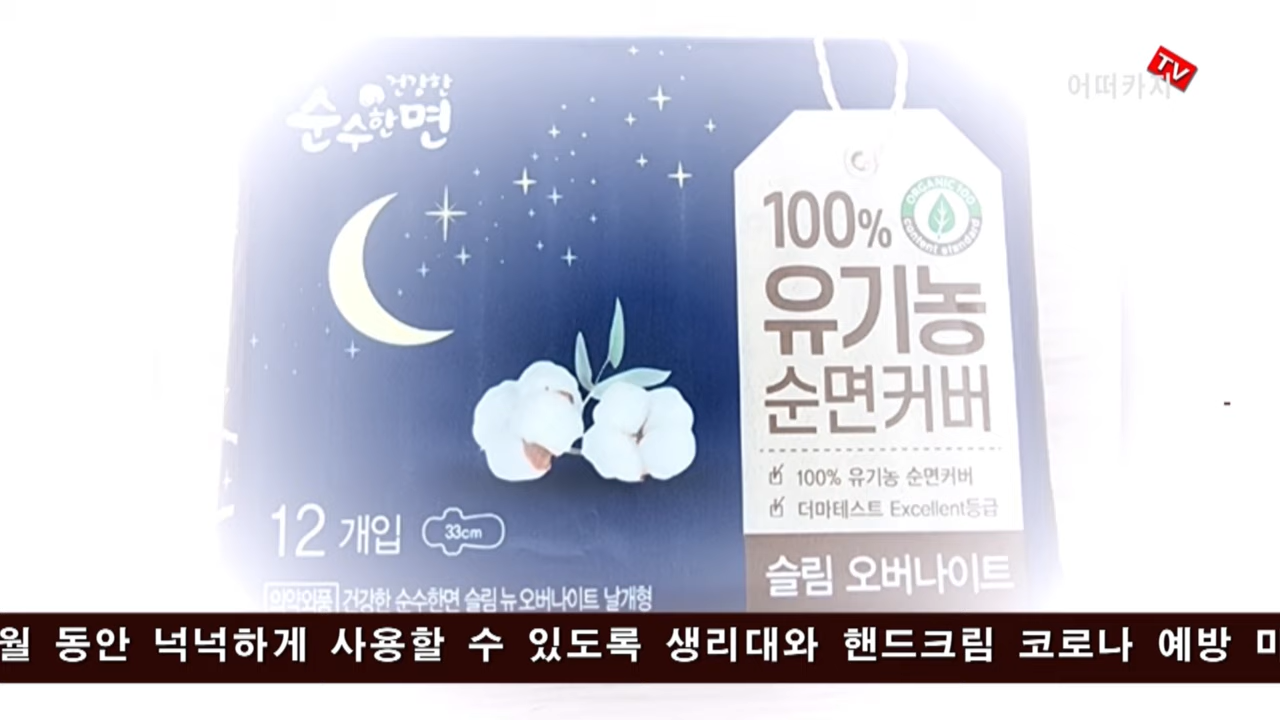 어떠카지
TV
건강한
순수한면
100%
ORGANIC 100
content standard
유기농
순면커버
100% 유기농 순면커버
더마테스트 Excellent등급
슬림 오버나이트
12 개입
33cm
의약외품 건강한 순수한면 슬림 뉴 오버나이트 날개형
월 동안 넉넉하게 사용할 수 있도록 생리대와 핸드크림 코로나 예방